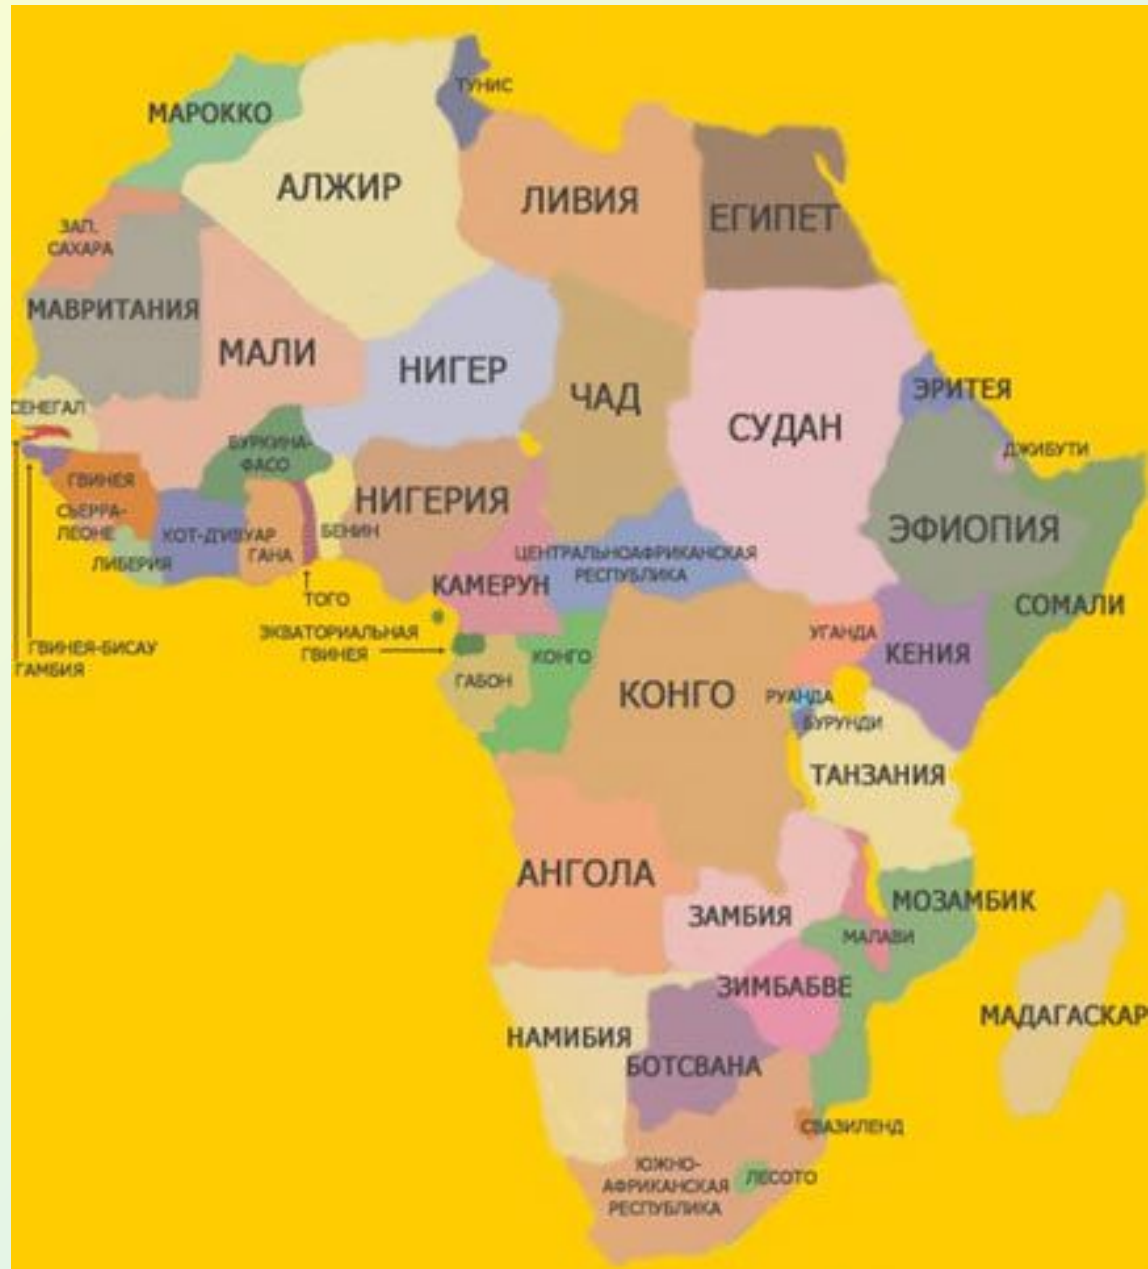 ТУНИС
МАРОККО
АЛЖИР
ЛИВИЯ
ЕГИПЕТ
ЗАП.
САХАРА
МАВРИТАНИЯ
МАЛИ
НИГЕР
ЧАД
СУДАН
ЭРИТЕЯ
ДЖИБУТИ
СЕНЕГАЛ
БУРКИНА-
ФАСО
ГВИНЕЯ
НИГЕРИЯ
ЭФИОПИЯ
СЬЕРРА-
ЛЕОНЕ
КОТ-Д'ИВУАР
ГАНА
БЕНИН
ЛИБЕРИЯ
ЦЕНТРАЛЬНОАФРИКАНСКАЯ
РЕСПУБЛИКА
КАМЕРУН
ТОГО
СОМАЛИ
ЭКВАТОРИАЛЬНАЯ
ГВИНЕЯ
УГАНДА
КЕНИЯ
ГВИНЕЯ-БИСАУ
ГАМБИЯ
КОНГО
ГАБОН
КОНГО
РУАНДА
БУРУНДИ
ТАНЗАНИЯ
АНГОЛА
ЗАМБИЯ
МОЗАМБИК
МАЛАВИ
ЗИМБАБВЕ
МАДАГАСКАР
НАМИБИЯ
БОТСВАНА
СВАЗИЛЕНД
ЮЖНО-
АФРИКАНСКАЯ
РЕСПУБЛИКА
ЛЕСОТО